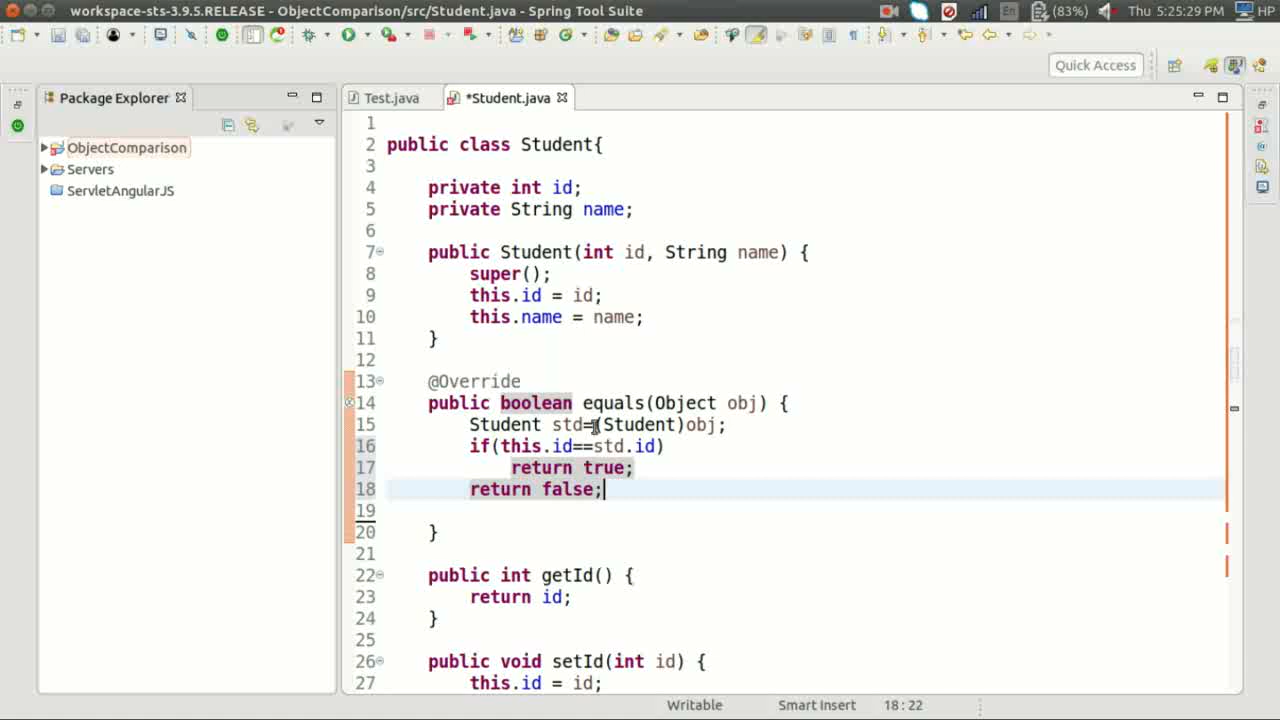 workspace-sts-3.9.5.RELEASE - ObjectComparison/src/Student.java - Spring Tool Suite
En
(83%)
Thu 5:25:29 PM
HP
Quick Access
Package Explorer
Test.java
*Student.java
ObjectComparison
Servers
ServletAngularJS
1
2 public class Student{
3
4 private int id;
5 private String name;
6
7 public Student(int id, String name) {
8 super();
9 this.id = id;
10 this.name = name;
11 }
12
13 @Override
14 public boolean equals(Object obj) {
15 Student std=(Student)obj;
16 if(this.id==std.id)
17 return true;
18 return false;
19
20 }
21
22 public int getId() {
23 return id;
24 }
25
26 public void setId(int id) {
27 this.id = id;
Writable
Smart Insert
18 : 22